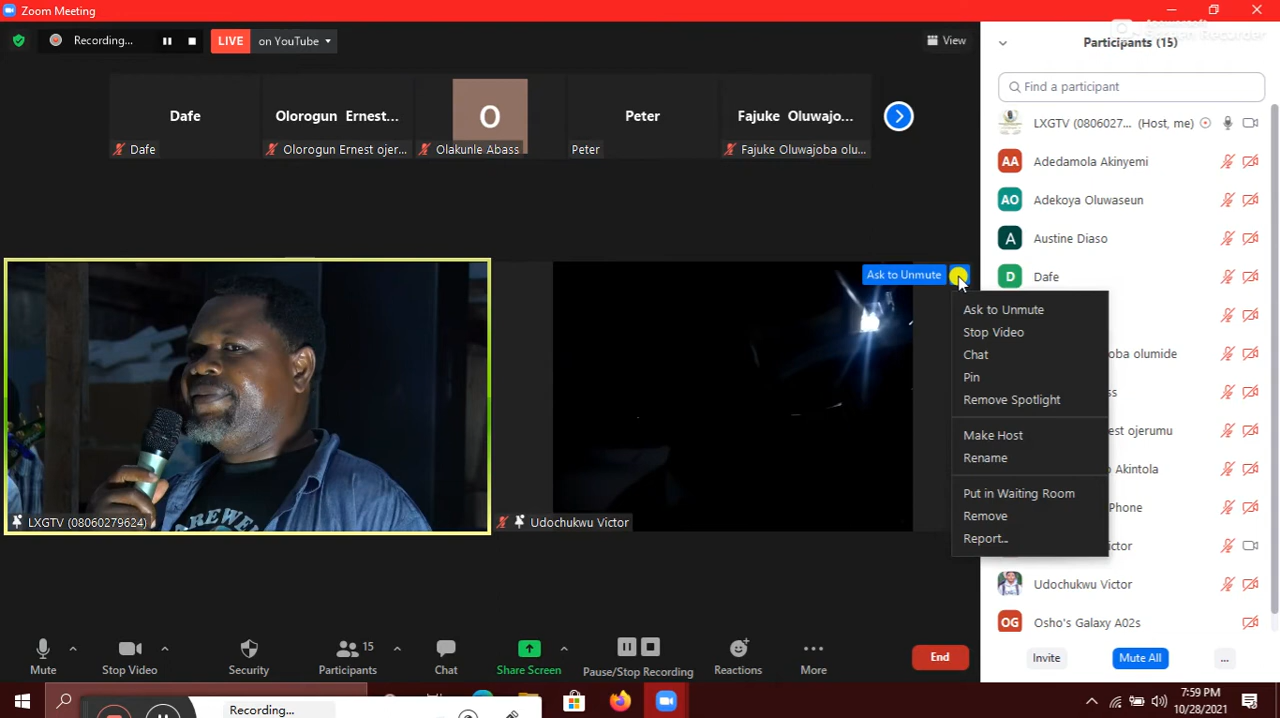 Zoom Meeting
Recording...
LIVE
on YouTube
View
Participants (15)
Screen Recorder
Dafe
Olorogun Ernest...
O
Peter
Fajuke Oluwajo...
Dafe
Olorogun Ernest ojer...
Olakunle Abass
Peter
Fajuke Oluwajoba olu...
Find a participant
LXGTV (0806027... (Host, me)
AA Adedamola Akinyemi
AO Adekoya Oluwaseun
A Austine Diaso
D Dafe
oba olumide
ss
est ojerumu
o Akintola
Phone
ictor
Udochukwu Victor
OG Osho's Galaxy A02s
Ask to Unmute
Ask to Unmute
Stop Video
Chat
Pin
Remove Spotlight
Make Host
Rename
Put in Waiting Room
Remove
Report...
AREWE
LXGTV (08060279624)
Udochukwu Victor
Mute
Stop Video
Security
15
Participants
Chat
Share Screen
Pause/Stop Recording
Reactions
More
End
Invite
Mute All
...
Recording...
7:59 PM
10/28/2021